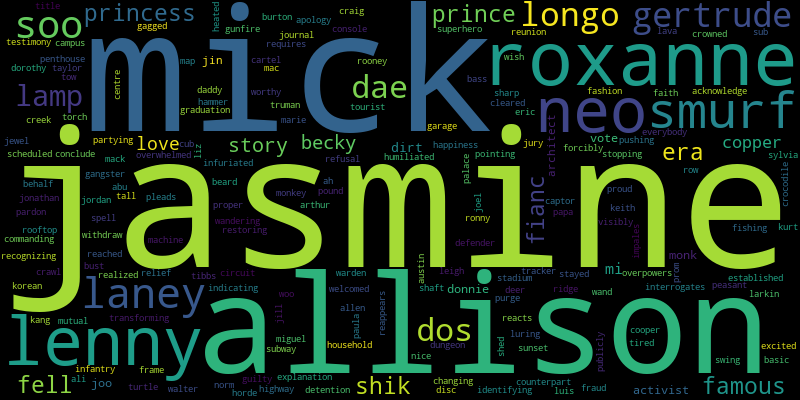 title
princess
mick
heated
burton
craig
prince
longo
gertrude
soo
gagged
gunfire
apology
console
superhero
reunion
lava
crowned
sub
testimony
campus
journal
requires
rooney
wish
roxanne
penthouse
map
jin
cartel
dorothy
taylor
mac
dae
bass
sharp
fashion
faith
acknowledge
tow
centre
daddy
worthy
lamp
hammer
truman
tourist
cleared
neo
smurf
graduation
creek
torch
marie
garage
eric
everybody
jewel
partying
love
cub
story
becky
dirt
happiness
jury
architect
vote
pushing
copper
scheduled
conclude
overwhelmed
liz
humiliated
forcibly
stopping
era
sylvia
mack
infuriated
refusal
palace
pointing
row
crocodile
gangster
jasmine
behalf
abu
beard
monkey
ah
pound
fianc
captor
proud
jonathan
tall
pleads
jordan
proper
arthur
joel
papa
keith
pardon
spell
wandering
ronny
visibly
fishing
kurt
rooftop
withdraw
restoring
commanding
machine
defender
impales
recognizing
reached
monk
bust
relief
circuit
warden
austin
leigh
tracker
stayed
mi
overpowers
prom
established
crawl
realized
tibbs
allison
stadium
korean
laney
indicating
welcomed
shaft
donnie
deer
ridge
wand
interrogates
peasant
larkin
woo
allen
purge
kang
mutual
transforming
jill
paula
reappears
dos
reacts
luring
publicly
cooper
excited
lenny
miguel
household
dungeon
shed
tired
subway
nice
sunset
swing
basic
infantry
frame
explanation
changing
counterpart
fell
ali
joo
turtle
walter
norm
guilty
horde
highway
detention
shik
disc
identifying
luis
fraud
activist
famous